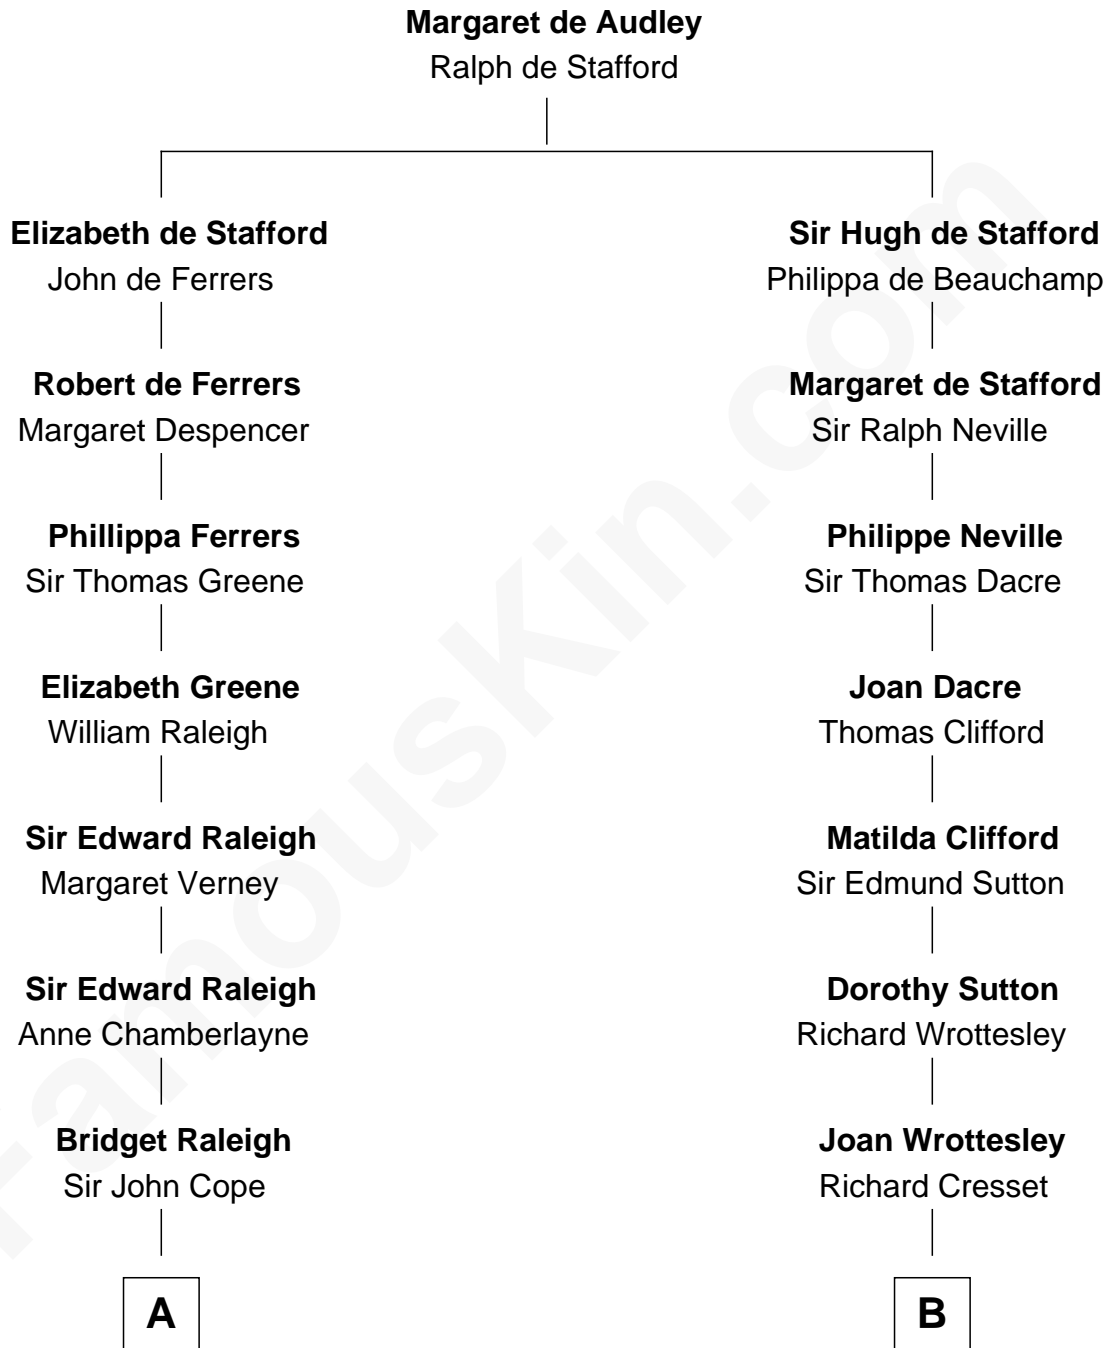 Margaret de Audley
Ralph de Stafford
Elizabeth de Stafford
John de Ferrers
Sir Hugh de Stafford
Philippa de Beauchamp
Robert de Ferrers
Margaret Despencer
Margaret de Stafford
Sir Ralph Neville
Phillippa Ferrers
Sir Thomas Greene
Philippe Neville
Sir Thomas Dacre
Elizabeth Greene
William Raleigh
Joan Dacre
Thomas Clifford
Sir Edward Raleigh
Margaret Verney
Matilda Clifford
Sir Edmund Sutton
Sir Edward Raleigh
Anne Chamberlayne
Dorothy Sutton
Richard Wrottesley
Bridget Raleigh
Sir John Cope
Joan Wrottesley
Richard Cresset
A
B
FamousKin.com